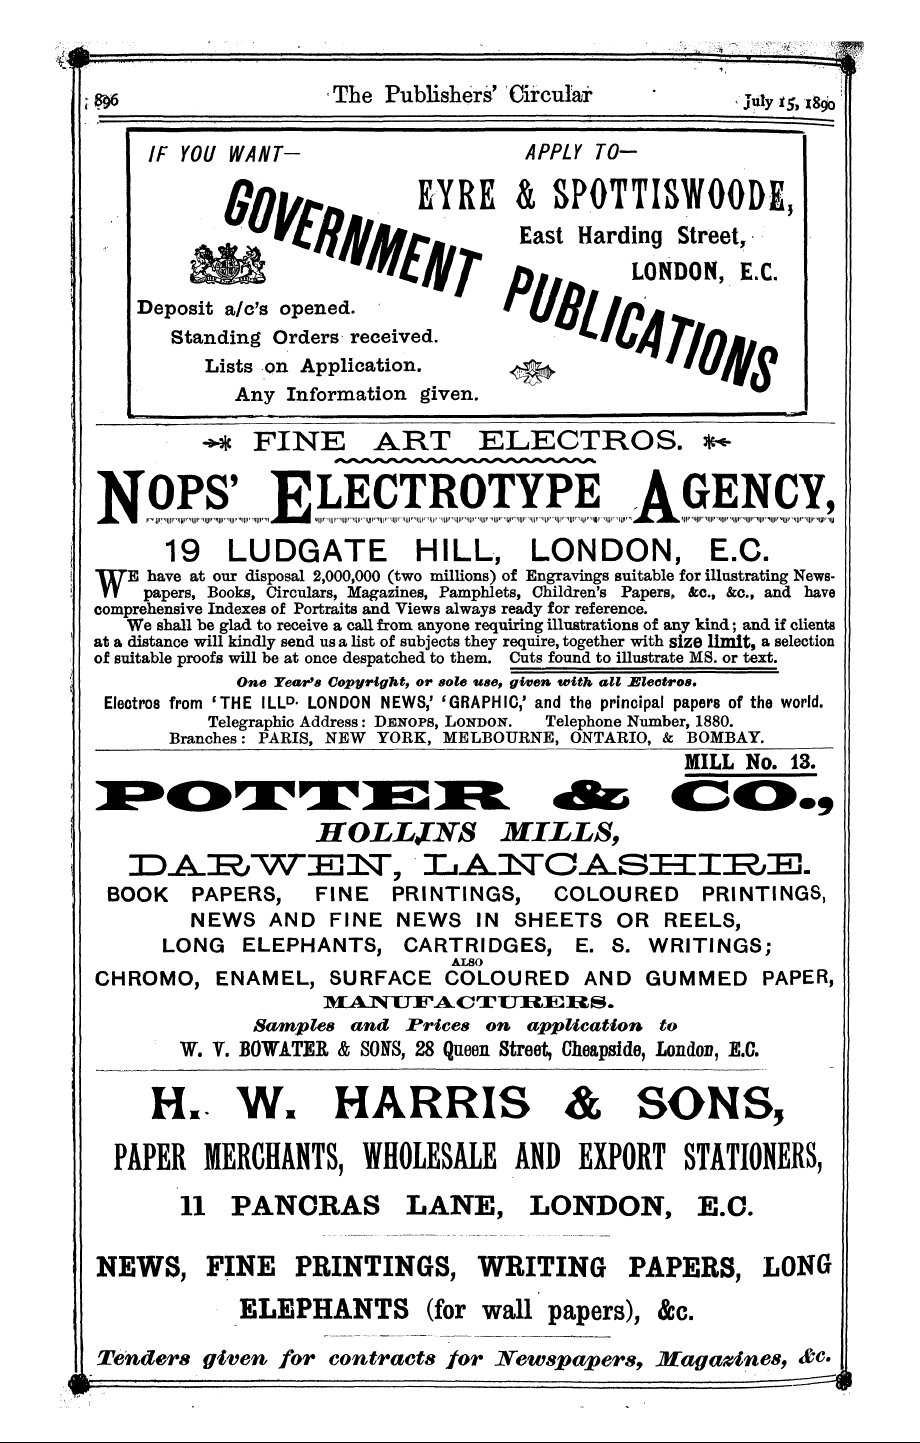 896 The Publishers' Circular July 15, 1890
IF YOU WANT—
APPLY TO—
GOVERNMENT PUBLICATIONS
EYRE & SPOTTISWOODE,
East Harding Street,
LONDON, E.C.
Deposit a/c's opened.
Standing Orders received.
Lists on Application.
Any Information given.
FINE ART ELECTROS.
NOPS' ELECTROTYPE AGENCY,
19 LUDGATE HILL, LONDON, E.C.
WE have at our disposal 2,000,000 (two millions) of Engravings suitable for illustrating News-
papers, Books, Circulars, Magazines, Pamphlets, Children's Papers, &c., &c., and have
comprehensive Indexes of Portraits and Views always ready for reference.
We shall be glad to receive a call from anyone requiring illustrations of any kind; and if clients
at a distance will kindly send us a list of subjects they require, together with size limit, a selection
of suitable proofs will be at once despatched to them. Cuts found to illustrate MS. or text.
One Year's Copyright, or sole use, given with all Electros.
Electros from 'THE ILLD. LONDON NEWS,' 'GRAPHIC,' and the principal papers of the world.
Telegraphic Address: DENOPS, LONDON. Telephone Number, 1880.
Branches: PARIS, NEW YORK, MELBOURNE, ONTARIO, & BOMBAY.
MILL No. 13.
POTTER & CO.,
HOLLINS MILLS,
DARWEN, LANCASHIRE.
BOOK PAPERS, FINE PRINTINGS, COLOURED PRINTINGS,
NEWS AND FINE NEWS IN SHEETS OR REELS,
LONG ELEPHANTS, CARTRIDGES, E. S. WRITINGS;
ALSO
CHROMO, ENAMEL, SURFACE COLOURED AND GUMMED PAPER,
MANUFACTURERS.
Samples and Prices on application to
W. V. BOWATER & SONS, 28 Queen Street, Cheapside, London, E.C.
H. W. HARRIS & SONS,
PAPER MERCHANTS, WHOLESALE AND EXPORT STATIONERS,
11 PANCRAS LANE, LONDON, E.C.
NEWS, FINE PRINTINGS, WRITING PAPERS, LONG
ELEPHANTS (for wall papers), &c.
Tenders given for contracts for Newspapers, Magazines, &c.